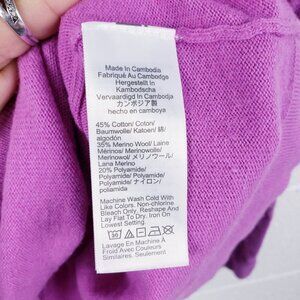 Made In Cambodia
Fabriqué Au Cambodge
Hergestellt In
Kambodscha
Vervaardigd In Cambodja
カンボジア製
hecho en camboya
45% Cotton/ Coton/
Baumwolle/ Katoen/ 綿/
algodón
35% Merino Wool/ Laine
Mérinos/ Merinowolle/
Merinowol/ メリノウール/
Lana Merino
20% Polyamide/
Polyamide/ Polyamid/
Polyamide/ ナイロン/
poliamida
Machine Wash Cold With
Like Colors. Non-chlorine
Bleach Only. Reshape And
Lay Flat To Dry. Iron On
Lowest Setting.
30
Lavage En Machine À
Froid Avec Couleurs
Similaires.